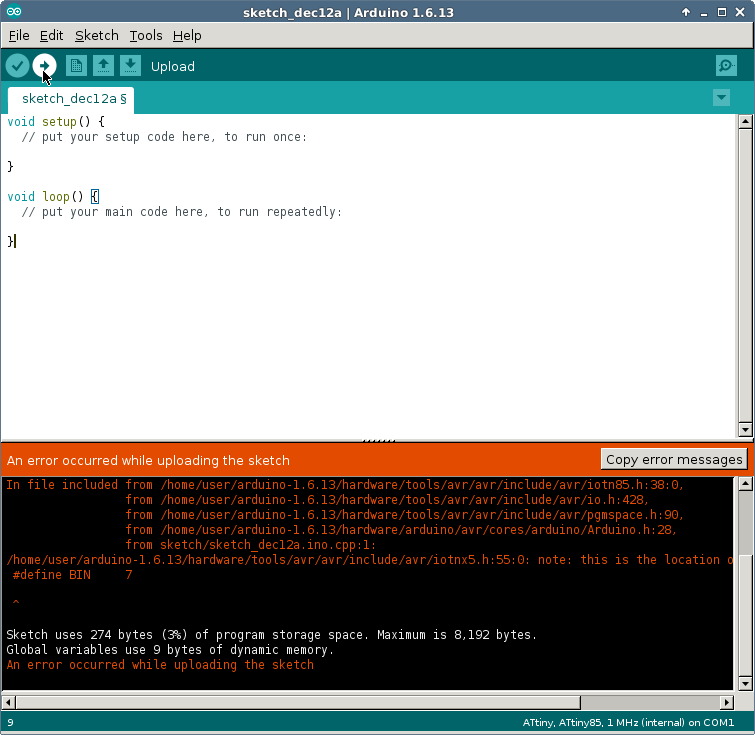 sketch_dec12a | Arduino 1.6.13
File Edit Sketch Tools Help
Upload
sketch_dec12a §
void setup() {
  // put your setup code here, to run once:
}
void loop() {
  // put your main code here, to run repeatedly:
}
An error occurred while uploading the sketch
Copy error messages
In file included from /home/user/arduino-1.6.13/hardware/tools/avr/avr/include/avr/iotn85.h:38:0,
                 from /home/user/arduino-1.6.13/hardware/tools/avr/avr/include/avr/io.h:428,
                 from /home/user/arduino-1.6.13/hardware/tools/avr/avr/include/avr/pgmspace.h:90,
                 from /home/user/arduino-1.6.13/hardware/arduino/avr/cores/arduino/Arduino.h:28,
                 from sketch/sketch_dec12a.ino.cpp:1:
/home/user/arduino-1.6.13/hardware/tools/avr/avr/include/avr/iotnx5.h:55:0: note: this is the location o
 #define BIN     7
 ^
Sketch uses 274 bytes (3%) of program storage space. Maximum is 8,192 bytes.
Global variables use 9 bytes of dynamic memory.
An error occurred while uploading the sketch
9
ATtiny, ATtiny85, 1 MHz (internal) on COM1